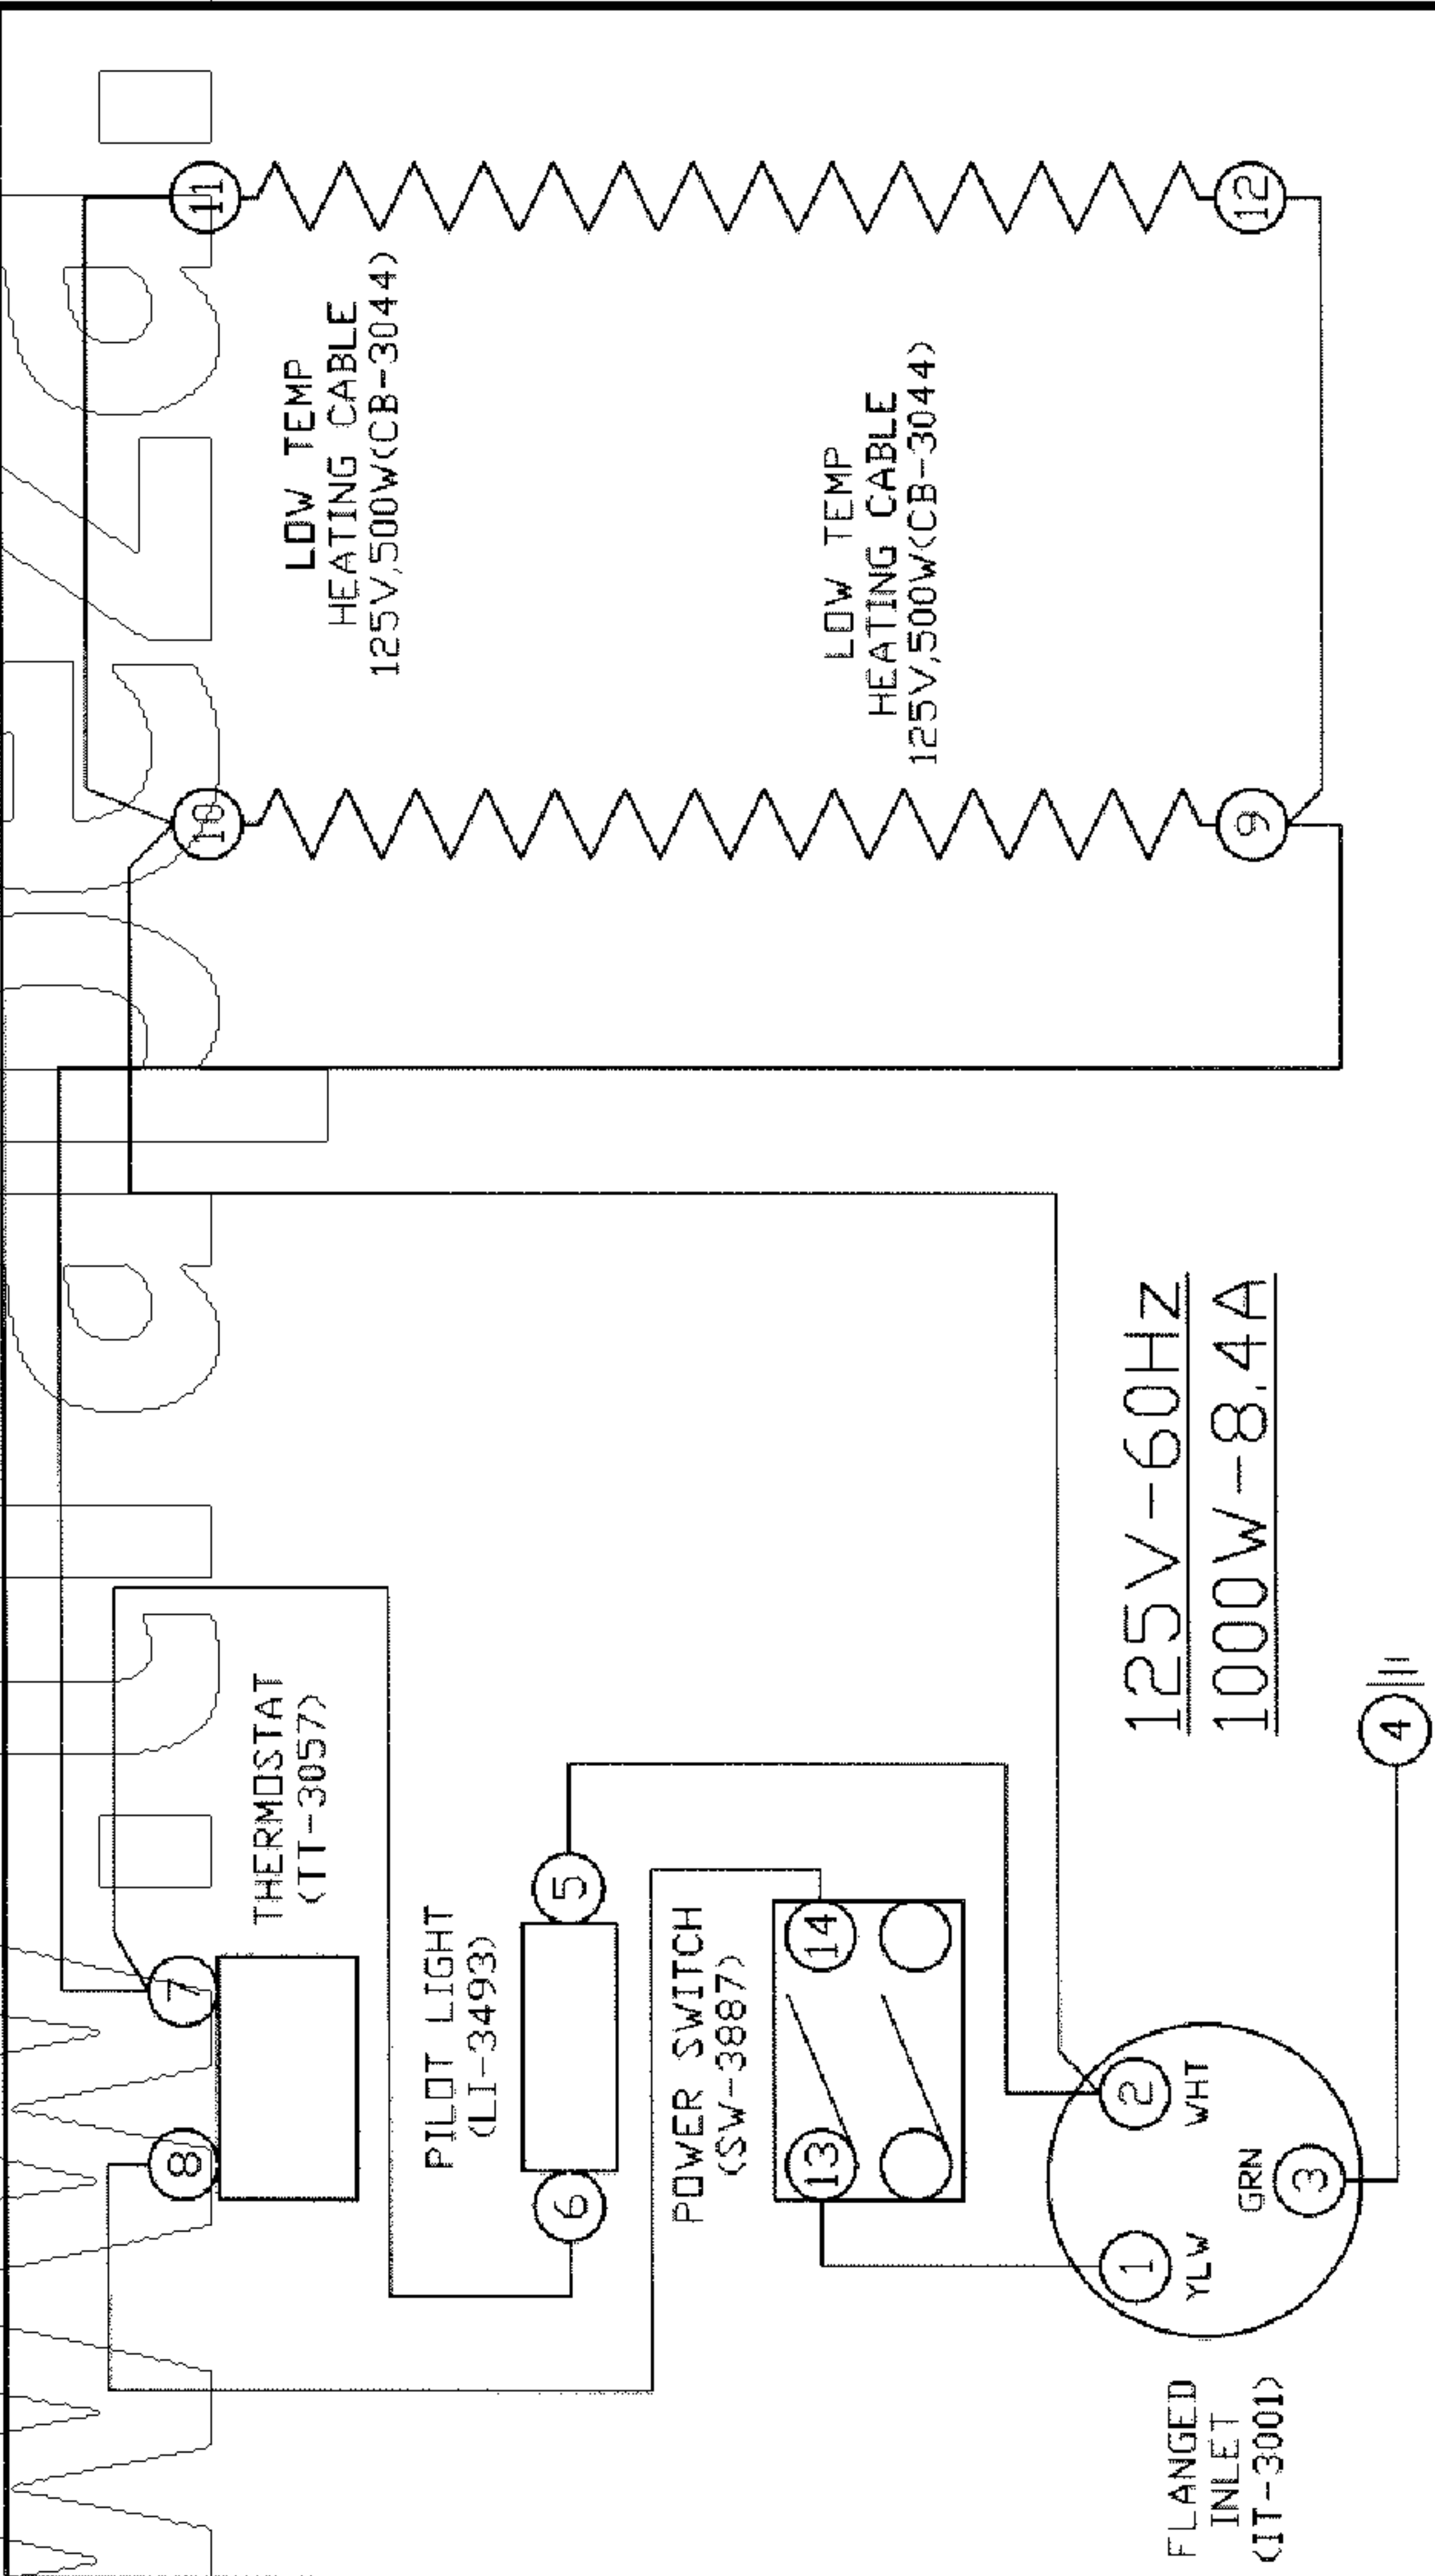 8
7
10
11
THERMOSTAT
(TT-3057)
LOW TEMP
HEATING CABLE
125V,500W(CB-3044)
PILOT LIGHT
(LI-3493)
6
5
POWER SWITCH
(SW-3887)
13
14
LOW TEMP
HEATING CABLE
125V,500W(CB-3044)
1
YLW
2
WHT
GRN
3
FLANGED
INLET
(IT-3001)
125V-60Hz
1000W-8.4A
9
12
4